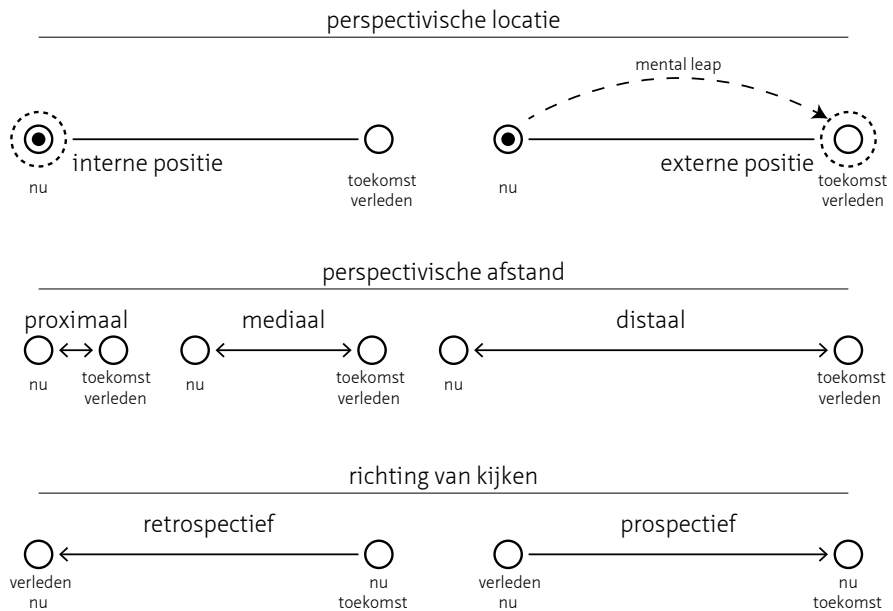 perspectivische locatie
mental leap
interne positie
externe positie
nu
toekomst
verleden
nu
toekomst
verleden
perspectivische afstand
proximaal
mediaal
distaal
nu
toekomst
verleden
nu
toekomst
verleden
nu
toekomst
verleden
richting van kijken
retrospectief
prospectief
verleden
nu
nu
toekomst
verleden
nu
nu
toekomst